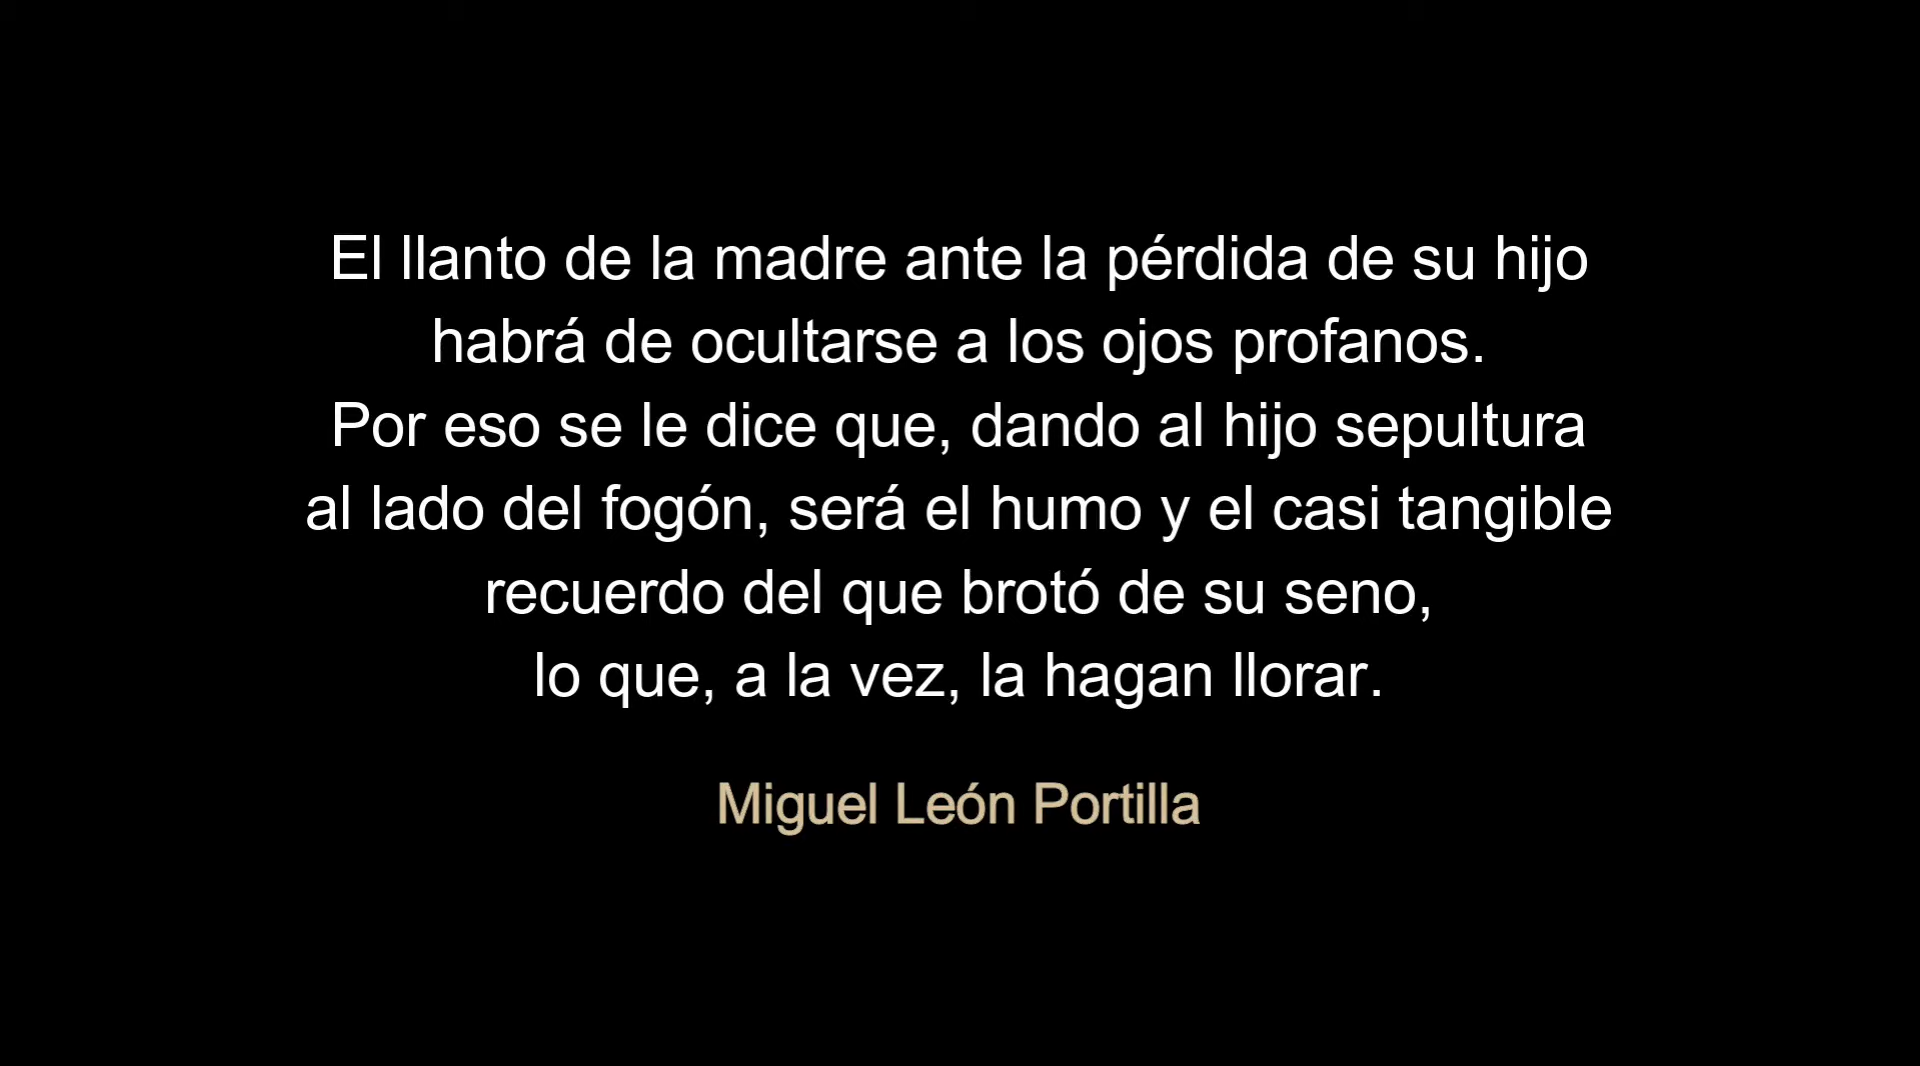 El llanto de la madre ante la pérdida de su hijo
habrá de ocultarse a los ojos profanos.
Por eso se le dice que, dando al hijo sepultura
al lado del fogón, será el humo y el casi tangible
recuerdo del que brotó de su seno,
lo que, a la vez, la hagan llorar.
Miguel León Portilla